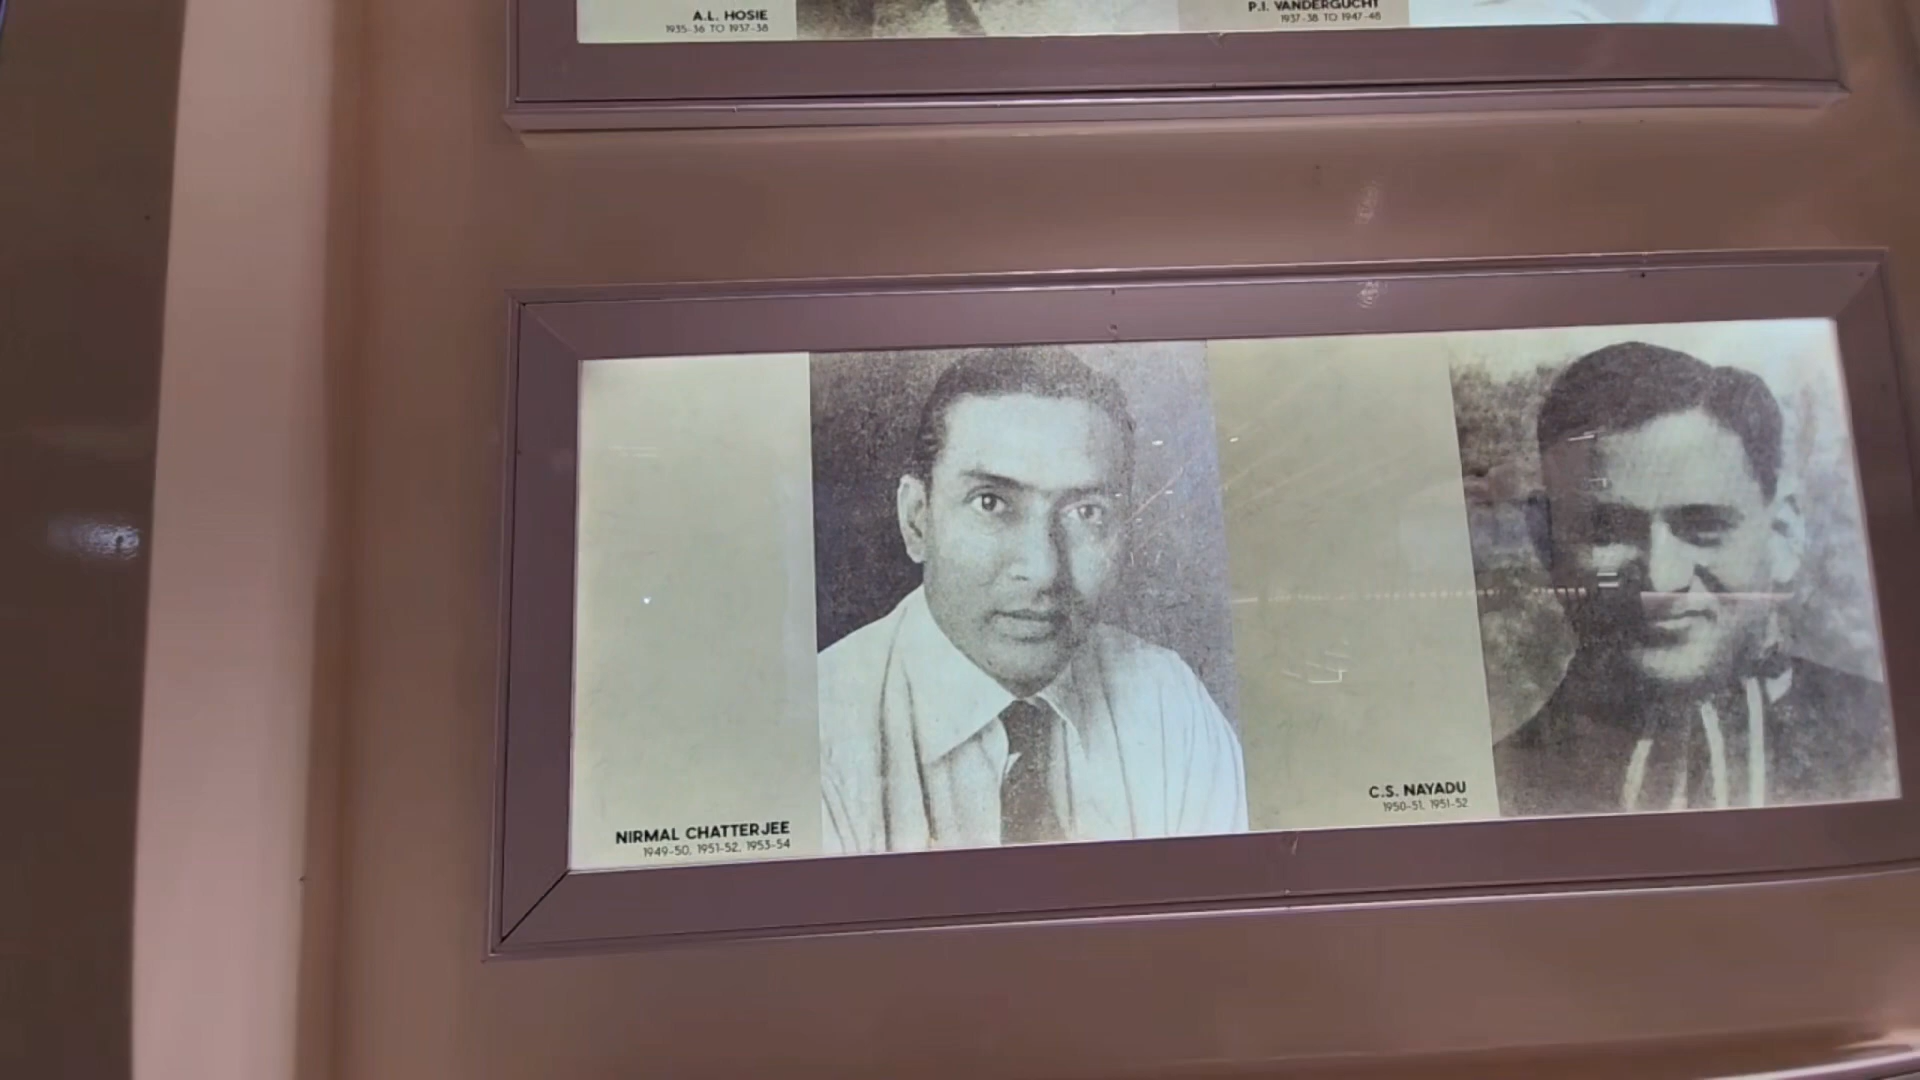 A.L. HOSIE
1935-36 TO 1937-38
P.I. VANDERGUCHT
1937-38 TO 1947-48
NIRMAL CHATTERJEE
1949-50, 1951-52, 1953-54
C.S. NAYADU
1950-51, 1951-52